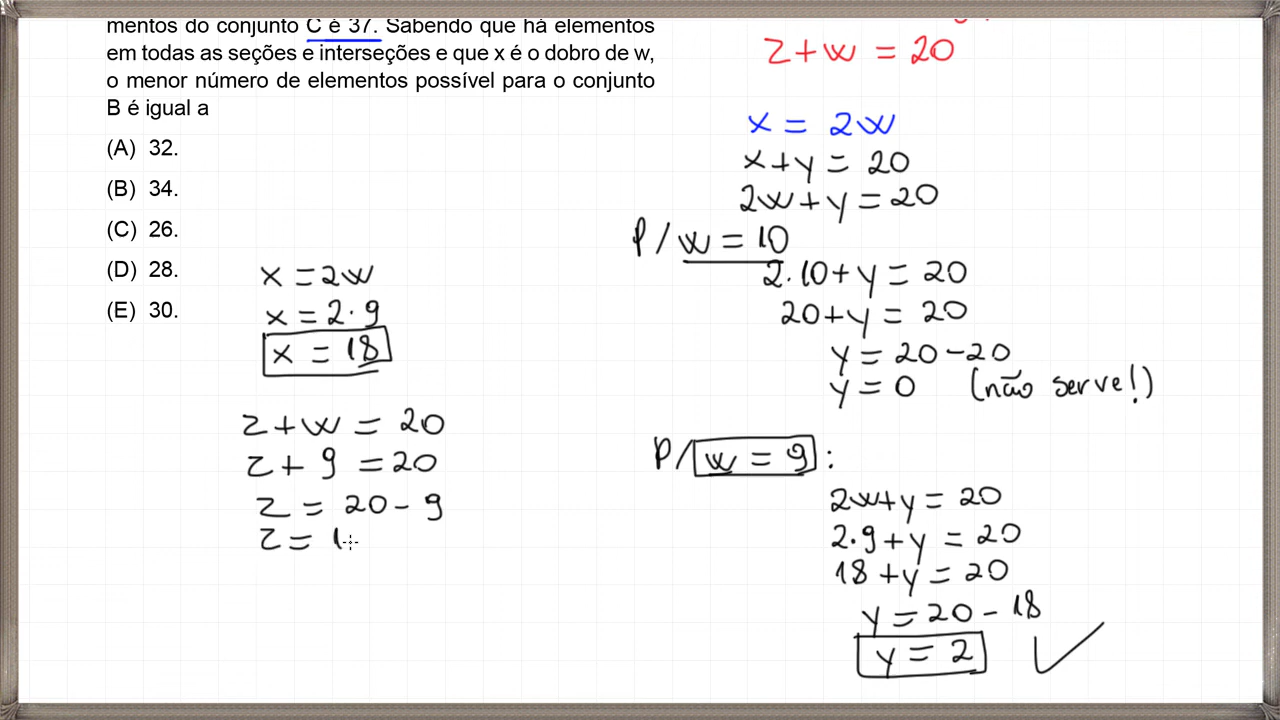 mentos do conjunto C é 37. Sabendo que há elementos
em todas as seções e interseções e que x é o dobro de w,
o menor número de elementos possível para o conjunto
B é igual a
(A) 32.
(B) 34.
(C) 26.
(D) 28.
(E) 30.
x = 2w
x = 2·9
x = 18
z + w = 20
z + 9 = 20
z = 20 - 9
z = 1
z + w = 20
x = 2w
x + y = 20
2w + y = 20
P/ w = 10
2·10 + y = 20
20 + y = 20
y = 20 - 20
y = 0 (não serve!)
P/ w = 9 :
2w + y = 20
2·9 + y = 20
18 + y = 20
y = 20 - 18
y = 2